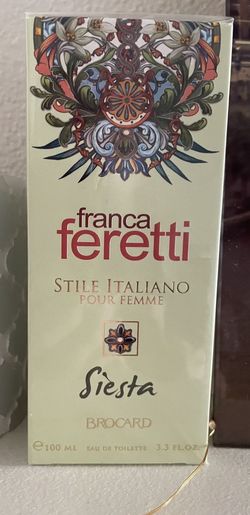 franca
feretti
STILE ITALIANO
POUR FEMME
Siesta
BROCARD
e 100 ML EAU DE TOILETTE 3.3 FL.OZ.